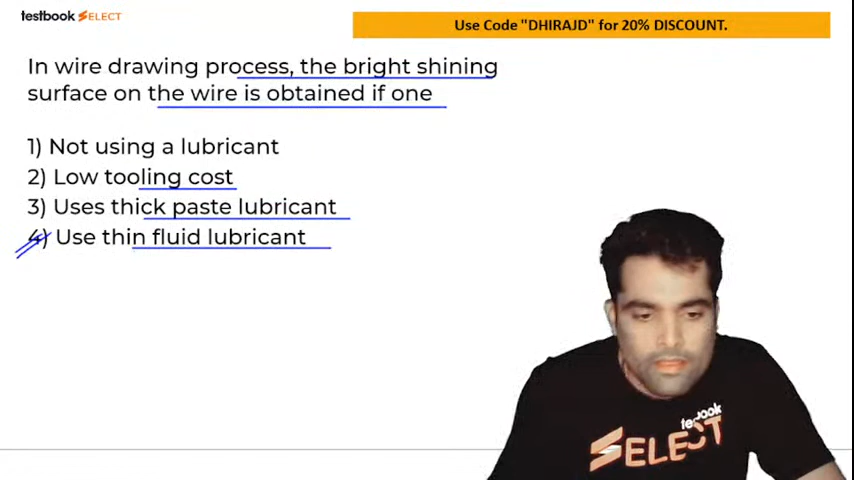 testbook SELECT
Use Code "DHIRAJD" for 20% DISCOUNT.
In wire drawing process, the bright shining
surface on the wire is obtained if one
1) Not using a lubricant
2) Low tooling cost
3) Uses thick paste lubricant
4) Use thin fluid lubricant
testbook
SELECT